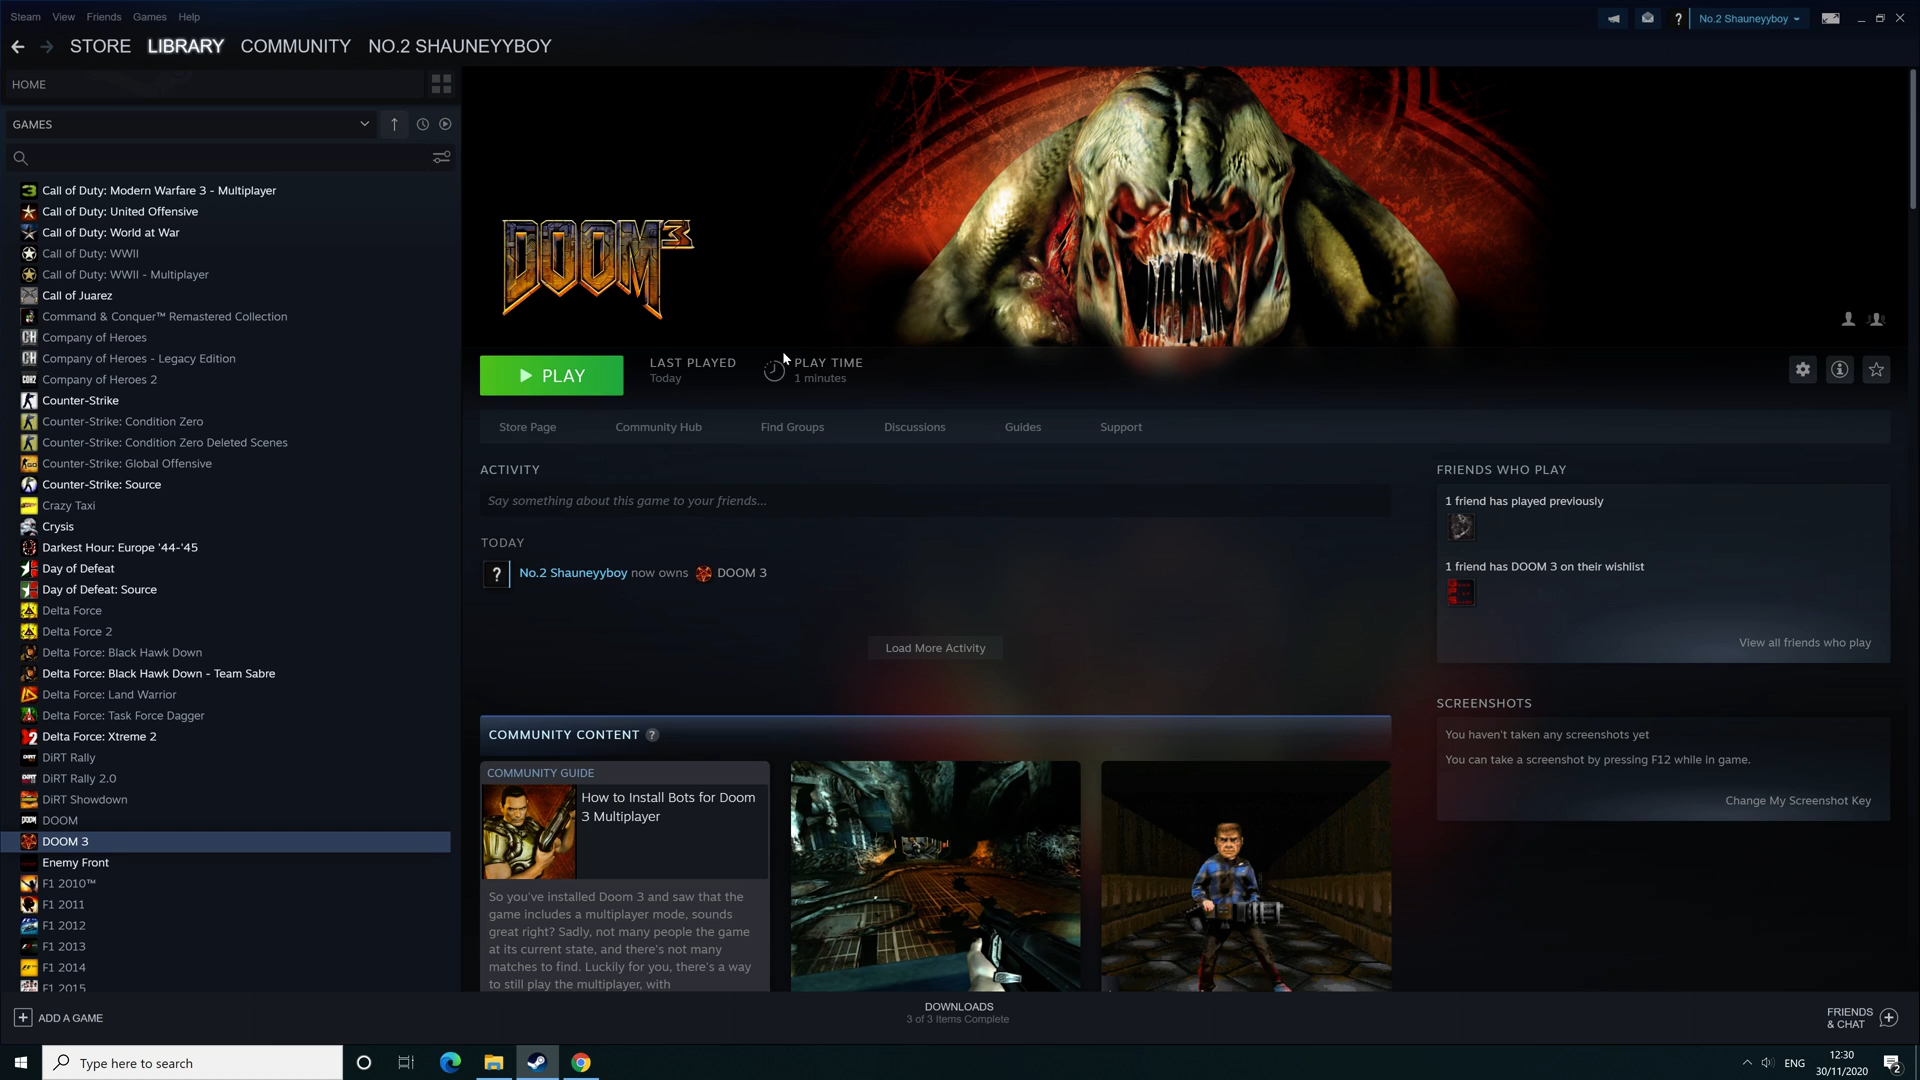 Steam View Friends Games Help
No.2 Shauneyyboy
STORE LIBRARY COMMUNITY NO.2 SHAUNEYYBOY
HOME
GAMES
Call of Duty: Modern Warfare 3 - Multiplayer
Call of Duty: United Offensive
Call of Duty: World at War
Call of Duty: WWII
Call of Duty: WWII - Multiplayer
Call of Juarez
Command & Conquer™ Remastered Collection
Company of Heroes
Company of Heroes - Legacy Edition
Company of Heroes 2
Counter-Strike
Counter-Strike: Condition Zero
Counter-Strike: Condition Zero Deleted Scenes
Counter-Strike: Global Offensive
Counter-Strike: Source
Crazy Taxi
Crysis
Darkest Hour: Europe '44-'45
Day of Defeat
Day of Defeat: Source
Delta Force
Delta Force 2
Delta Force: Black Hawk Down
Delta Force: Black Hawk Down - Team Sabre
Delta Force: Land Warrior
Delta Force: Task Force Dagger
Delta Force: Xtreme 2
DiRT Rally
DiRT Rally 2.0
DiRT Showdown
DOOM
DOOM 3
Enemy Front
F1 2010™
F1 2011
F1 2012
F1 2013
F1 2014
F1 2015
ADD A GAME
DOOM 3
PLAY
LAST PLAYED
Today
PLAY TIME
1 minutes
Store Page Community Hub Find Groups Discussions Guides Support
ACTIVITY
Say something about this game to your friends...
TODAY
No.2 Shauneyyboy now owns DOOM 3
Load More Activity
COMMUNITY CONTENT ?
COMMUNITY GUIDE
How to Install Bots for Doom
3 Multiplayer
So you've installed Doom 3 and saw that the
game includes a multiplayer mode, sounds
great right? Sadly, not many people the game
at its current state, and there's not many
matches to find. Luckily for you, there's a way
to still play the multiplayer, with
FRIENDS WHO PLAY
1 friend has played previously
1 friend has DOOM 3 on their wishlist
View all friends who play
SCREENSHOTS
You haven't taken any screenshots yet
You can take a screenshot by pressing F12 while in game.
Change My Screenshot Key
DOWNLOADS
3 of 3 Items Complete
FRIENDS
& CHAT
Type here to search
ENG
12:30
30/11/2020
2